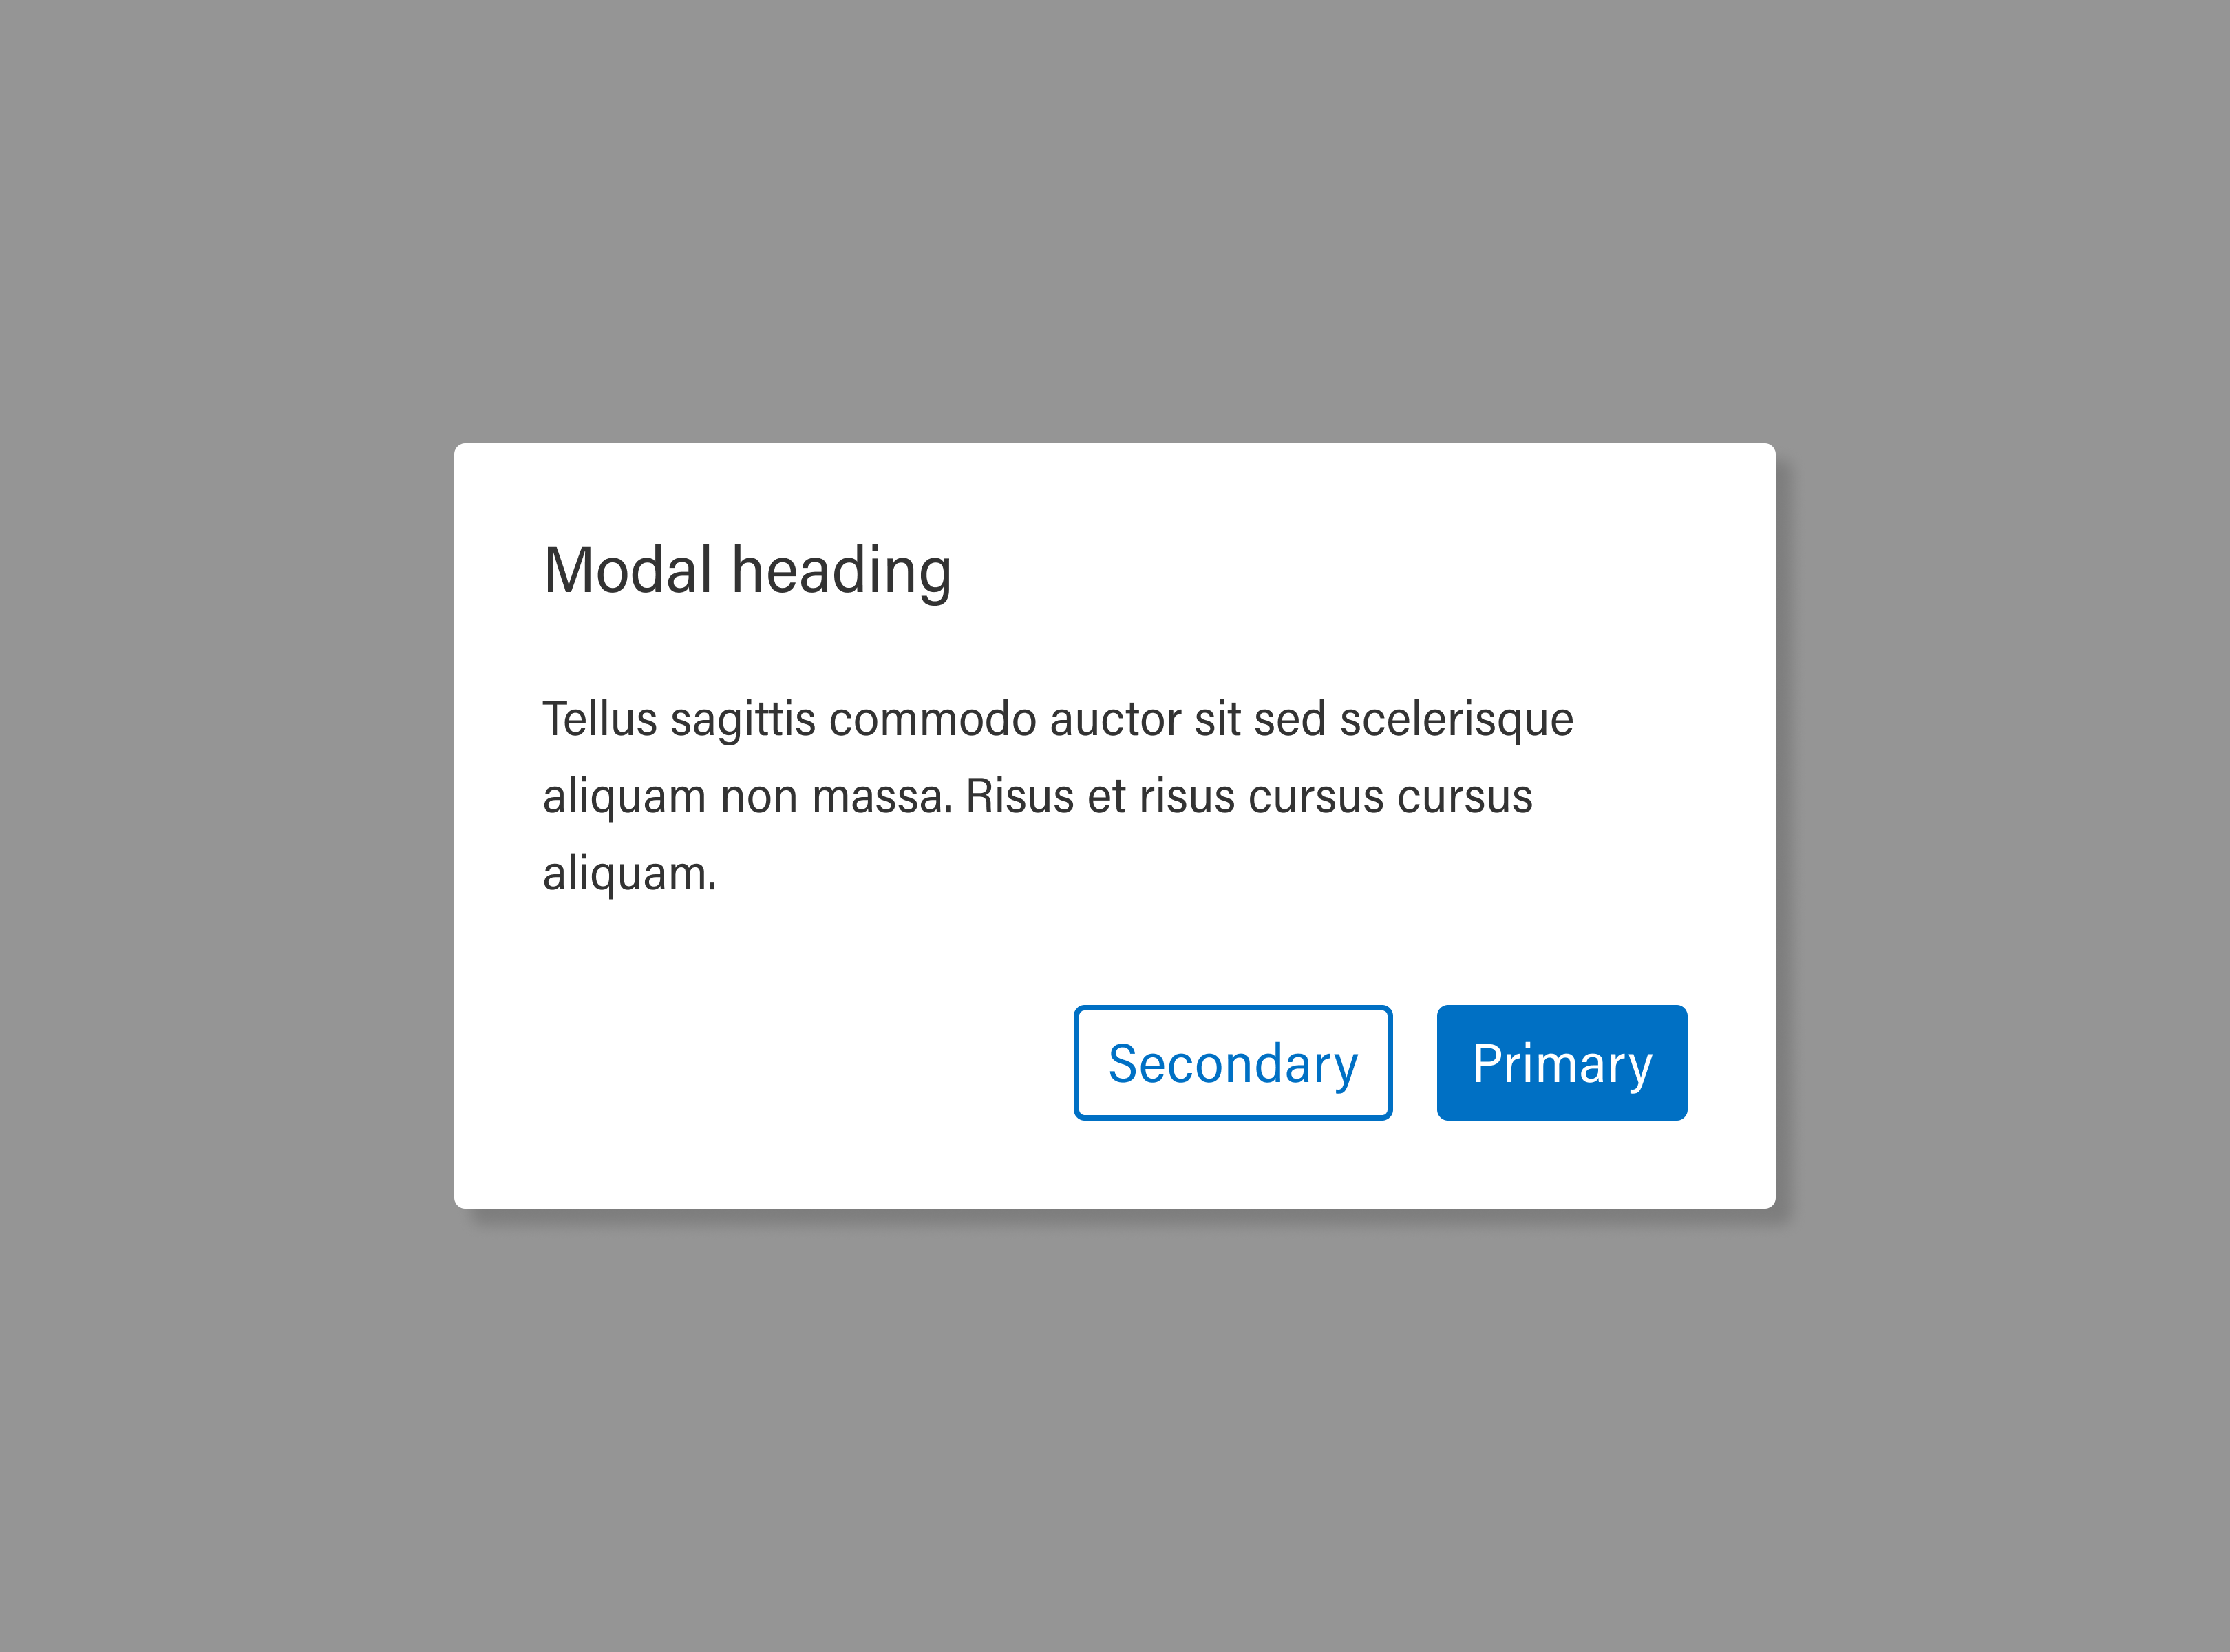 Modal heading
Tellus sagittis commodo auctor sit sed scelerisque
aliquam non massa. Risus et risus cursus cursus
aliquam.
Secondary
Primary